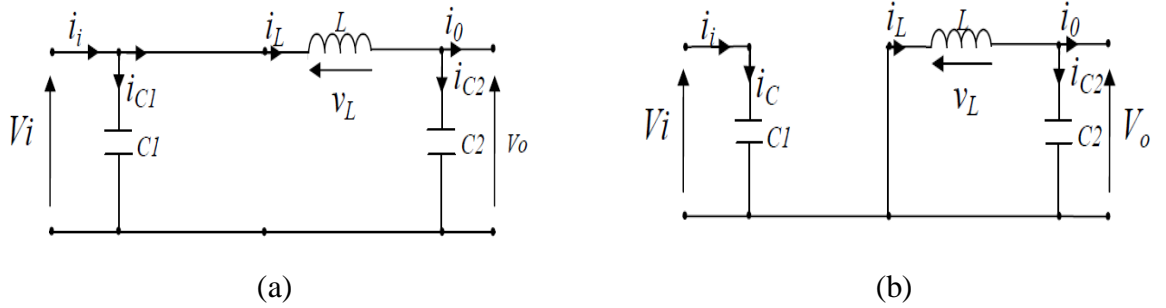 i_i i_L L i_0
i_C1 v_L i_C2
Vi C1 C2 Vo
(a)
i_i i_L L i_0
i_C v_L i_C2
Vi C1 C2 V_o
(b)